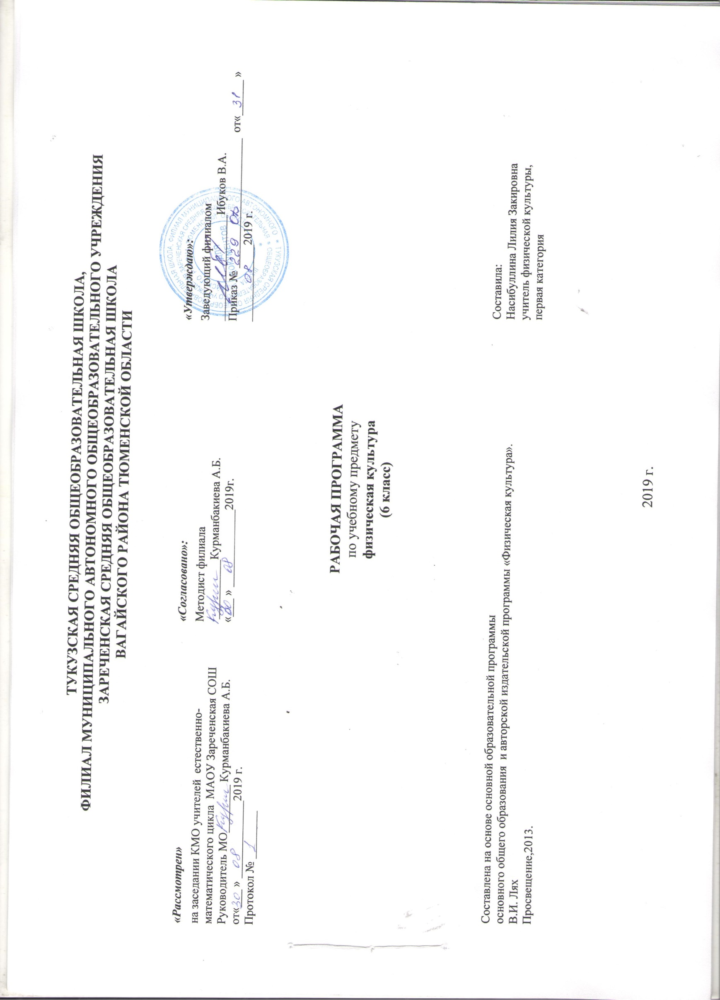 ТУКУЗСКАЯ СРЕДНЯЯ ОБЩЕОБРАЗОВАТЕЛЬНАЯ ШКОЛА,
ФИЛИАЛ МУНИЦИПАЛЬНОГО АВТОНОМНОГО ОБЩЕОБРАЗОВАТЕЛЬНОГО УЧРЕЖДЕНИЯ
ЗАРЕЧЕНСКАЯ СРЕДНЯЯ ОБЩЕОБРАЗОВАТЕЛЬНАЯ ШКОЛА
ВАГАЙСКОГО РАЙОНА ТЮМЕНСКОЙ ОБЛАСТИ
«Рассмотрен»
на заседании КМО учителей естественно-
математического цикла МАОУ Зареченская СОШ
Руководитель МО Курманбакиева А.Б.
от«30» 08 2019 г.
Протокол № 1
«Согласовано»:
Методист филиала
Курманбакиева А.Б.
«30» 08 2019г.
«Утверждаю»:
Заведующий филиалом
Ибуков В.А.
Приказ № 229 от« 31 »
08 2019 г.
РАБОЧАЯ ПРОГРАММА
по учебному предмету
физическая культура
(6 класс)
Составлена на основе основной образовательной программы
основного общего образования и авторской издательской программы «Физическая культура».
В.И. Лях
Просвещение,2013.
Составила:
Насибуллина Лилия Закировна
учитель физической культуры,
первая категория
2019 г.